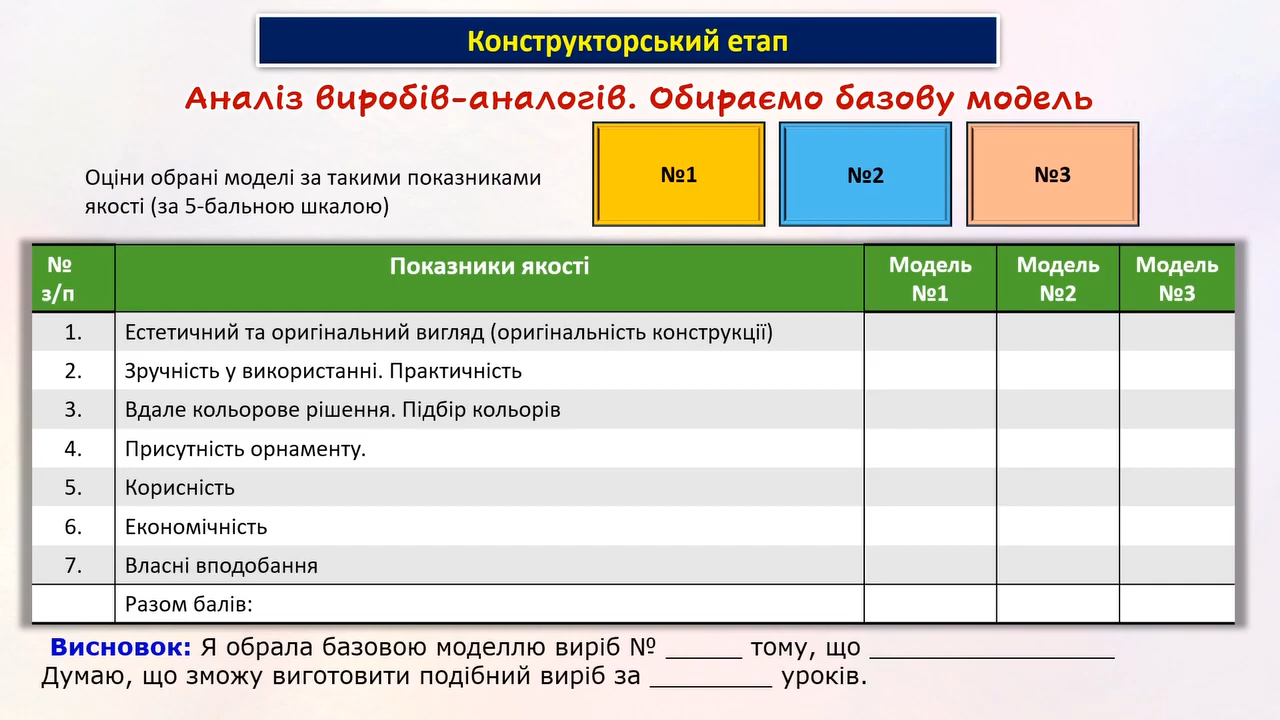 Конструкторський етап
Аналіз виробів-аналогів. Обираємо базову модель
Оціни обрані моделі за такими показниками
якості (за 5-бальною шкалою)
№1
№2
№3
№ з/п Показники якості Модель №1 Модель №2 Модель №3
1. Естетичний та оригінальний вигляд (оригінальність конструкції)
2. Зручність у використанні. Практичність
3. Вдале кольорове рішення. Підбір кольорів
4. Присутність орнаменту.
5. Корисність
6. Економічність
7. Власні вподобання
Разом балів:
Висновок: Я обрала базовою моделлю виріб № _____ тому, що ________________
Думаю, що зможу виготовити подібний виріб за ________ уроків.